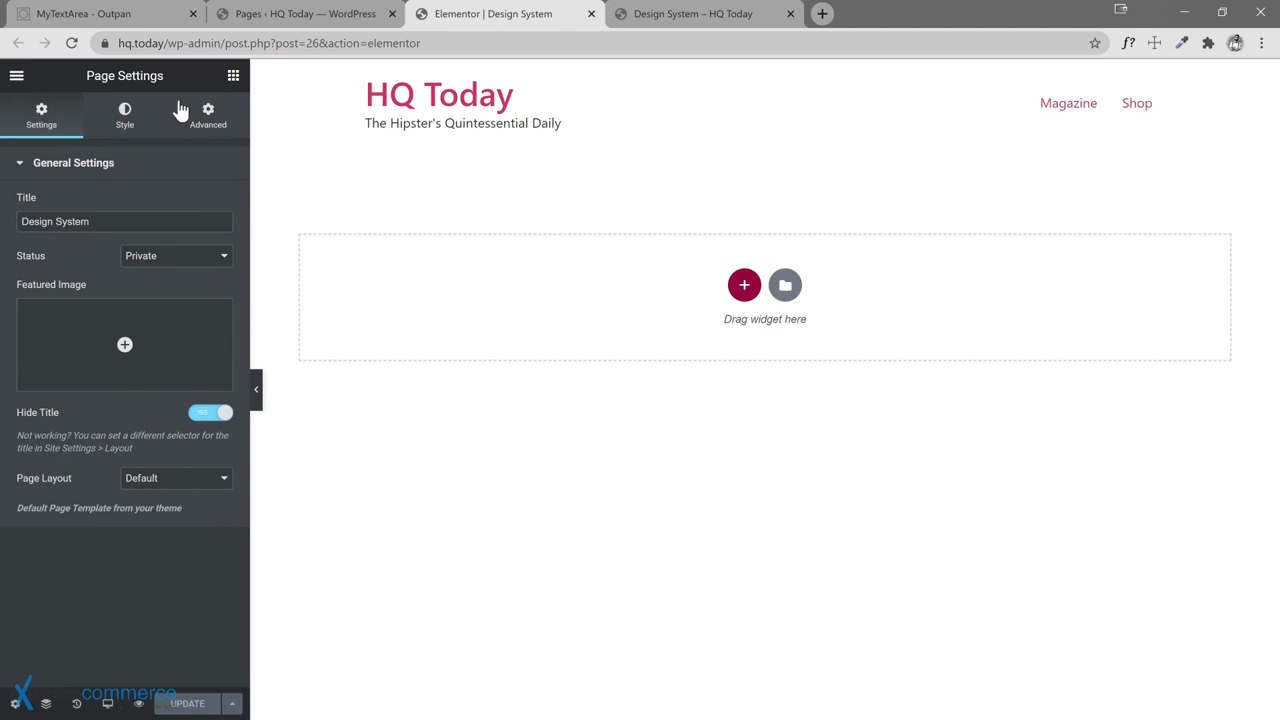 MyTextArea - Outpan
Pages ‹ HQ Today — WordPress
Elementor | Design System
Design System – HQ Today
hq.today/wp-admin/post.php?post=26&action=elementor
Page Settings
Settings
Style
Advanced
General Settings
Title
Design System
Status
Private
Featured Image
Hide Title
YES
Not working? You can set a different selector for the
title in Site Settings > Layout
Page Layout
Default
Default Page Template from your theme
commerce
UPDATE
HQ Today
The Hipster's Quintessential Daily
Magazine
Shop
Drag widget here